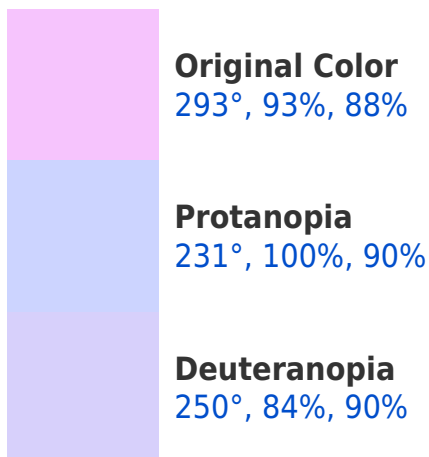 Original Color
293°, 93%, 88%
Protanopia
231°, 100%, 90%
Deuteranopia
250°, 84%, 90%